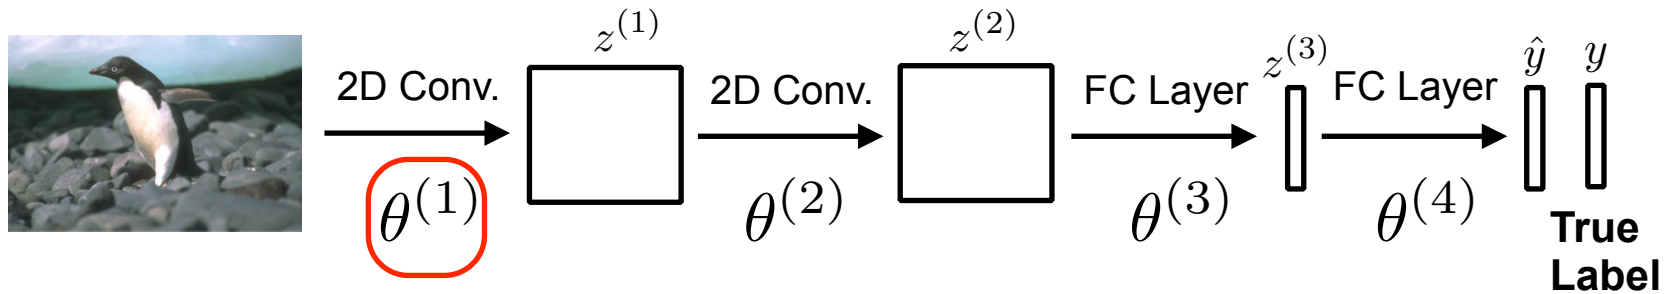 z^{(1)}
z^{(2)}
z^{(3)}
ŷ
y
2D Conv.
2D Conv.
FC Layer
FC Layer
θ^{(1)}
θ^{(2)}
θ^{(3)}
θ^{(4)}
True
Label